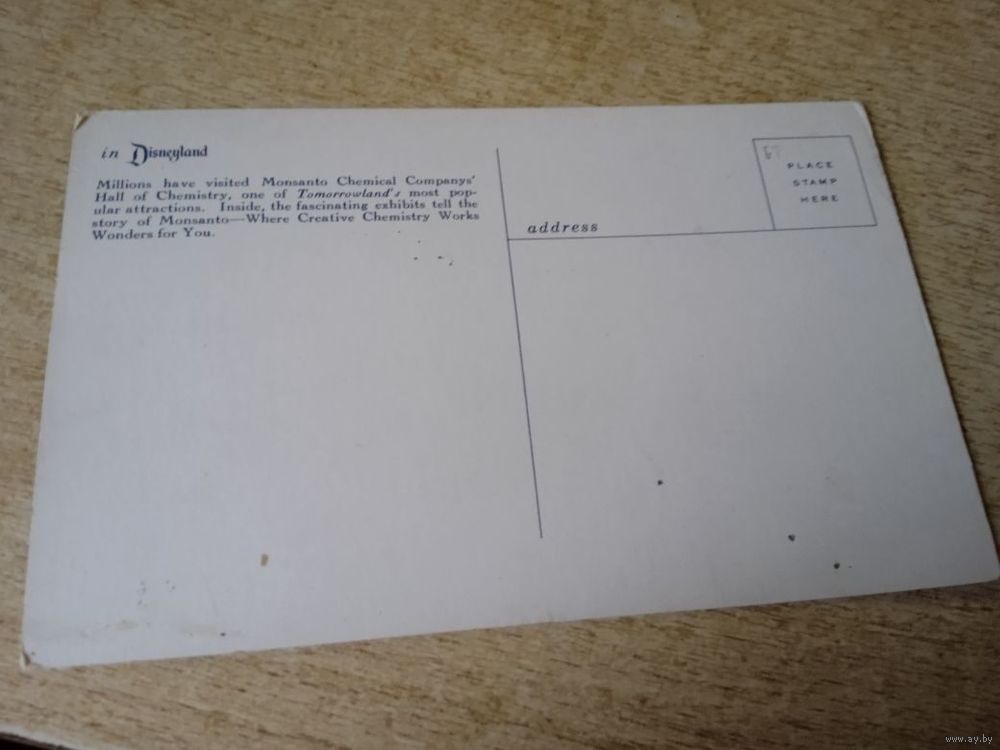 in Disneyland
Millions have visited Monsanto Chemical Companys'
Hall of Chemistry, one of Tomorrowland's most pop-
ular attractions. Inside, the fascinating exhibits tell the
story of Monsanto—Where Creative Chemistry Works
Wonders for You.
address
PLACE
STAMP
HERE
www.ay.by